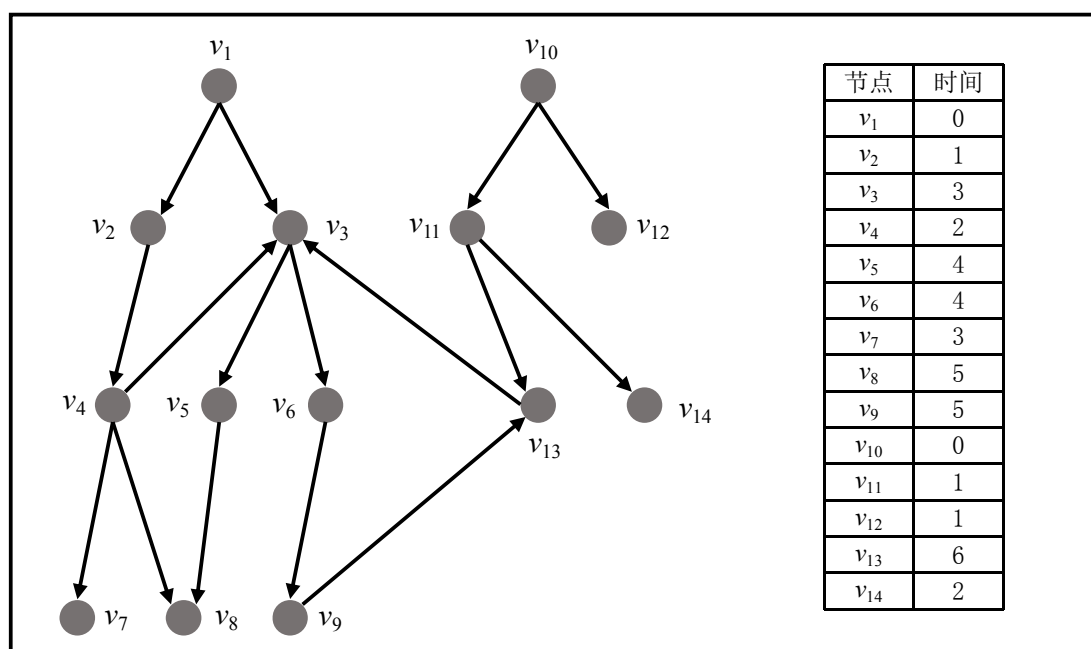 v1
v10
v2
v3
v11
v12
v4
v5
v6
v13
v14
v7
v8
v9
节点 时间
v1 0
v2 1
v3 3
v4 2
v5 4
v6 4
v7 3
v8 5
v9 5
v10 0
v11 1
v12 1
v13 6
v14 2